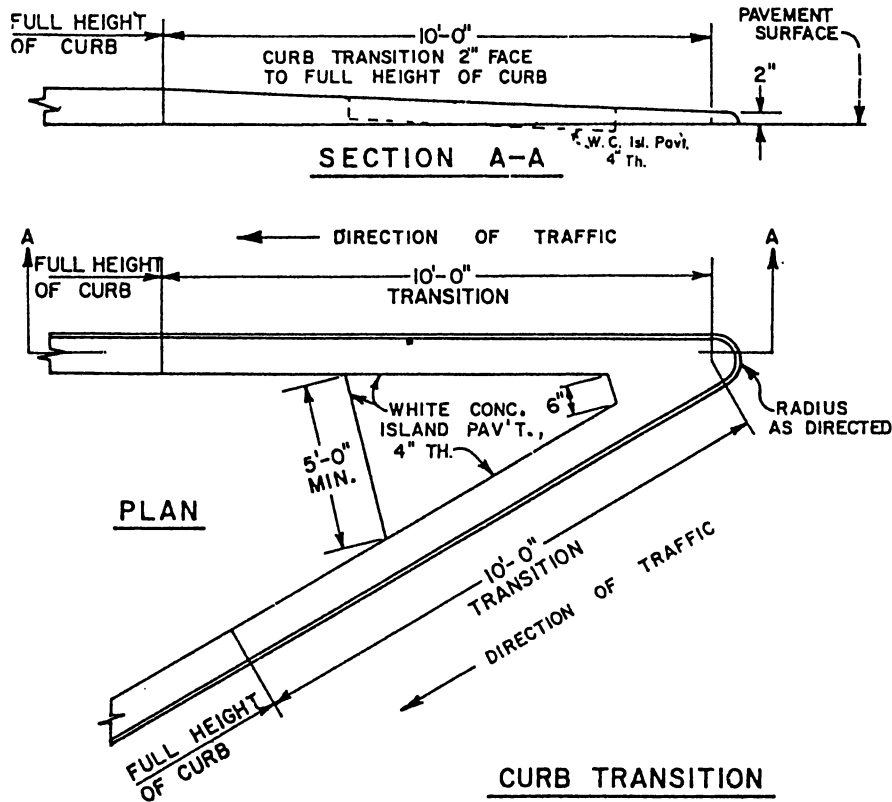 FULL HEIGHT
OF CURB
10'-0"
CURB TRANSITION 2" FACE
TO FULL HEIGHT OF CURB
PAVEMENT
SURFACE
2"
W.C. Isl. Pav't.
4" Th.
SECTION A-A
A
DIRECTION OF TRAFFIC
A
FULL HEIGHT
OF CURB
10'-0"
TRANSITION
WHITE CONC.
ISLAND PAV'T.,
4" TH.
6"
RADIUS
AS DIRECTED
5'-0"
MIN.
PLAN
10'-0"
TRANSITION
DIRECTION OF TRAFFIC
FULL HEIGHT
OF CURB
CURB TRANSITION